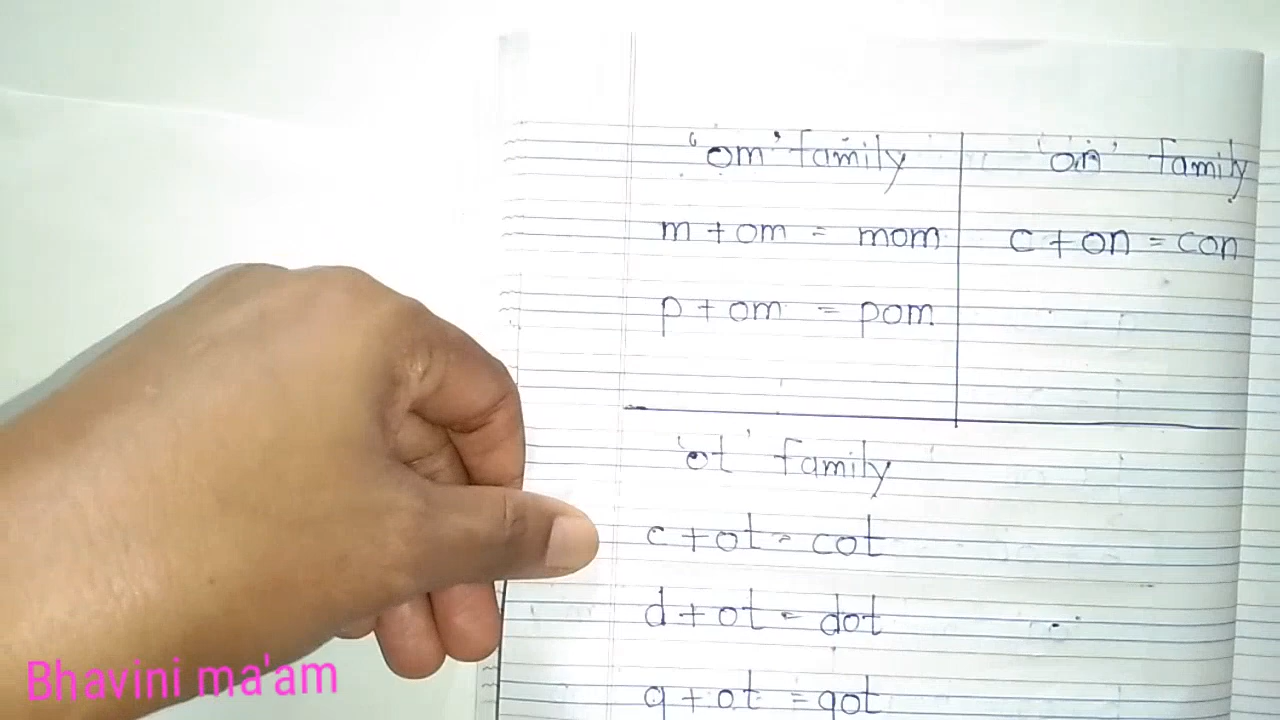 'om' family
m + om = mom
p + om = pom
'on' family
c + on = con
'ot' family
c + ot = cot
d + ot = dot
g + ot = got
Bhavini ma'am